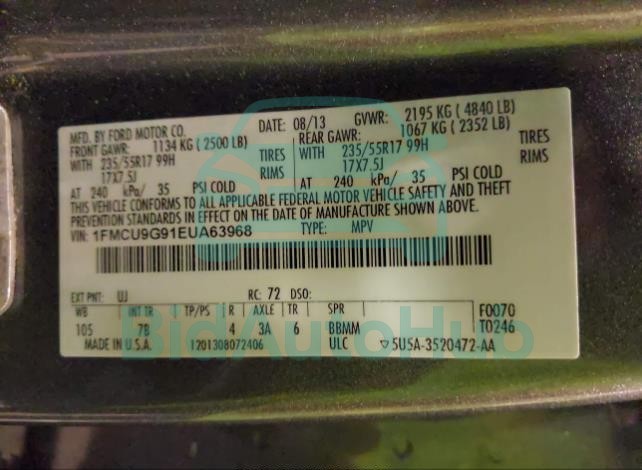 MFD. BY FORD MOTOR CO.
DATE: 08/13
GVWR: 2195 KG ( 4840 LB)
FRONT GAWR: 1134 KG ( 2500 LB)
REAR GAWR: 1067 KG ( 2352 LB)
WITH 235/55R17 99H TIRES
17X7.5J RIMS
AT 240 kPa/ 35 PSI COLD
WITH 235/55R17 99H TIRES
17X7.5J RIMS
AT 240 kPa/ 35 PSI COLD
THIS VEHICLE CONFORMS TO ALL APPLICABLE FEDERAL MOTOR VEHICLE SAFETY AND THEFT
PREVENTION STANDARDS IN EFFECT ON THE DATE OF MANUFACTURE SHOWN ABOVE.
VIN: 1FMCU9G91EUA63968
TYPE: MPV
EXT PNT: UJ RC: 72 DSO:
WB INT TR TP/PS R AXLE TR SPR
105 7B 4 3A 6 BBMM
F0070
T0246
MADE IN U.S.A. 1201308072406 ULC ▽5U5A-3520472-AA
BidAutoHub